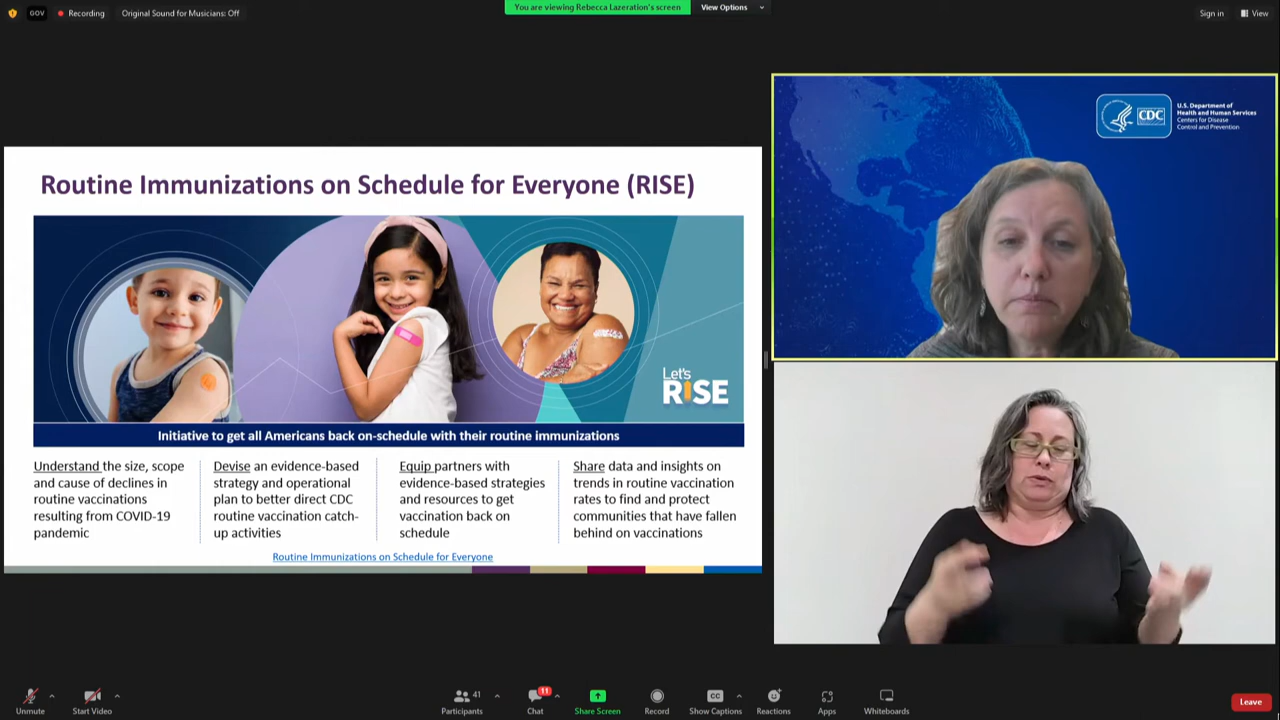 GOV
Recording
Original Sound for Musicians: Off
You are viewing Rebecca Lazeration's screen
View Options
Sign in
View
CDC
U.S. Department of
Health and Human Services
Centers for Disease
Control and Prevention
Routine Immunizations on Schedule for Everyone (RISE)
Let's
RISE
Initiative to get all Americans back on-schedule with their routine immunizations
Understand the size, scope
and cause of declines in
routine vaccinations
resulting from COVID-19
pandemic
Devise an evidence-based
strategy and operational
plan to better direct CDC
routine vaccination catch-
up activities
Equip partners with
evidence-based strategies
and resources to get
vaccination back on
schedule
Share data and insights on
trends in routine vaccination
rates to find and protect
communities that have fallen
behind on vaccinations
Routine Immunizations on Schedule for Everyone
Unmute
Start Video
41
Participants
11
Chat
Share Screen
Record
CC
Show Captions
Reactions
Apps
Whiteboards
Leave